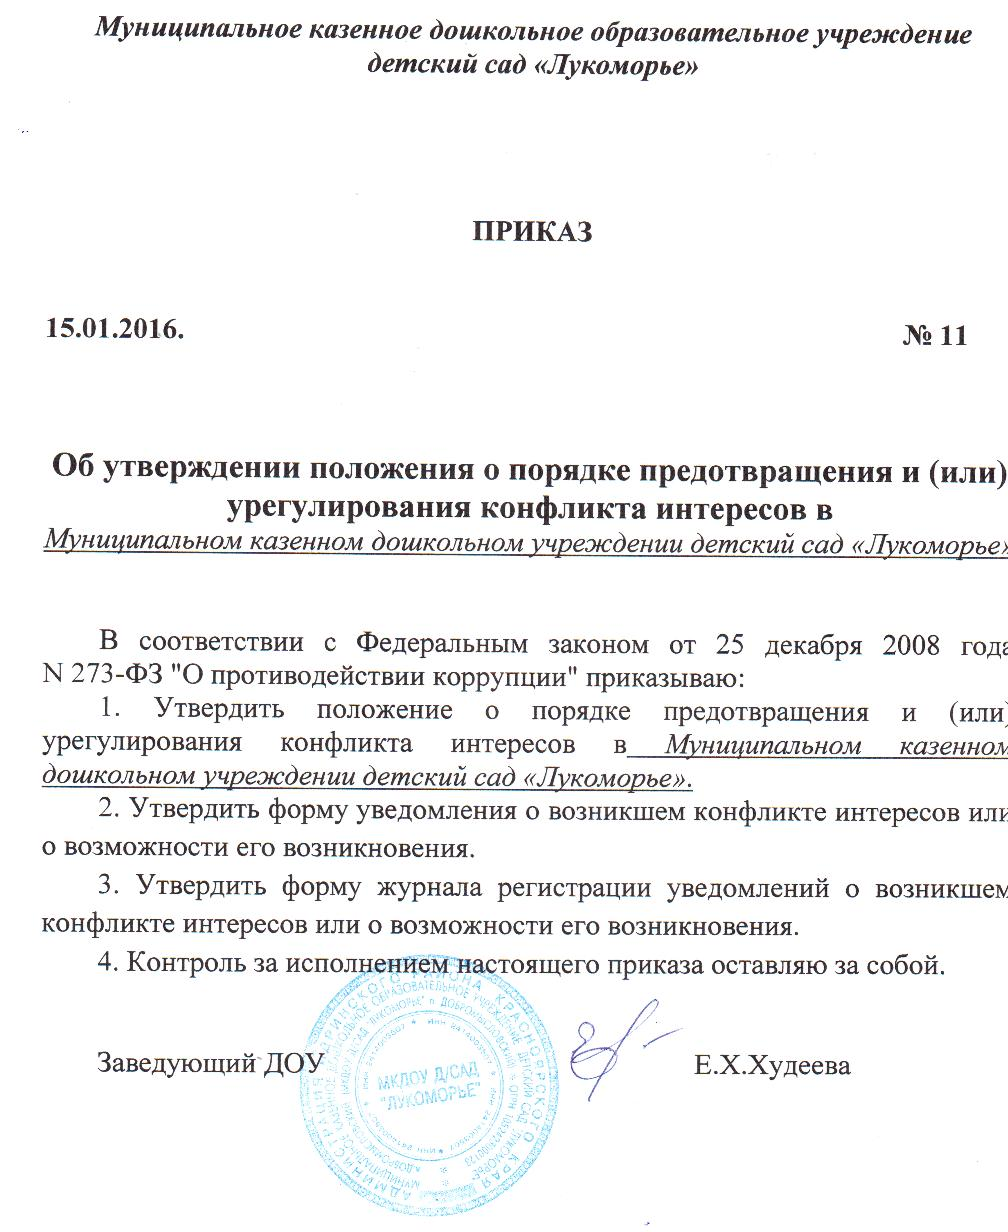 Муниципальное казенное дошкольное образовательное учреждение
детский сад «Лукоморье»
ПРИКАЗ
15.01.2016. № 11
Об утверждении положения о порядке предотвращения и (или)
урегулирования конфликта интересов в
Муниципальном казенном дошкольном учреждении детский сад «Лукоморье»
В соответствии с Федеральным законом от 25 декабря 2008 года
N 273-ФЗ "О противодействии коррупции" приказываю:
1. Утвердить положение о порядке предотвращения и (или)
урегулирования конфликта интересов в Муниципальном казенном
дошкольном учреждении детский сад «Лукоморье».
2. Утвердить форму уведомления о возникшем конфликте интересов или
о возможности его возникновения.
3. Утвердить форму журнала регистрации уведомлений о возникшем
конфликте интересов или о возможности его возникновения.
4. Контроль за исполнением настоящего приказа оставляю за собой.
Заведующий ДОУ Е.Х.Худеева
МКДОУ Д/САД
"ЛУКОМОРЬЕ"